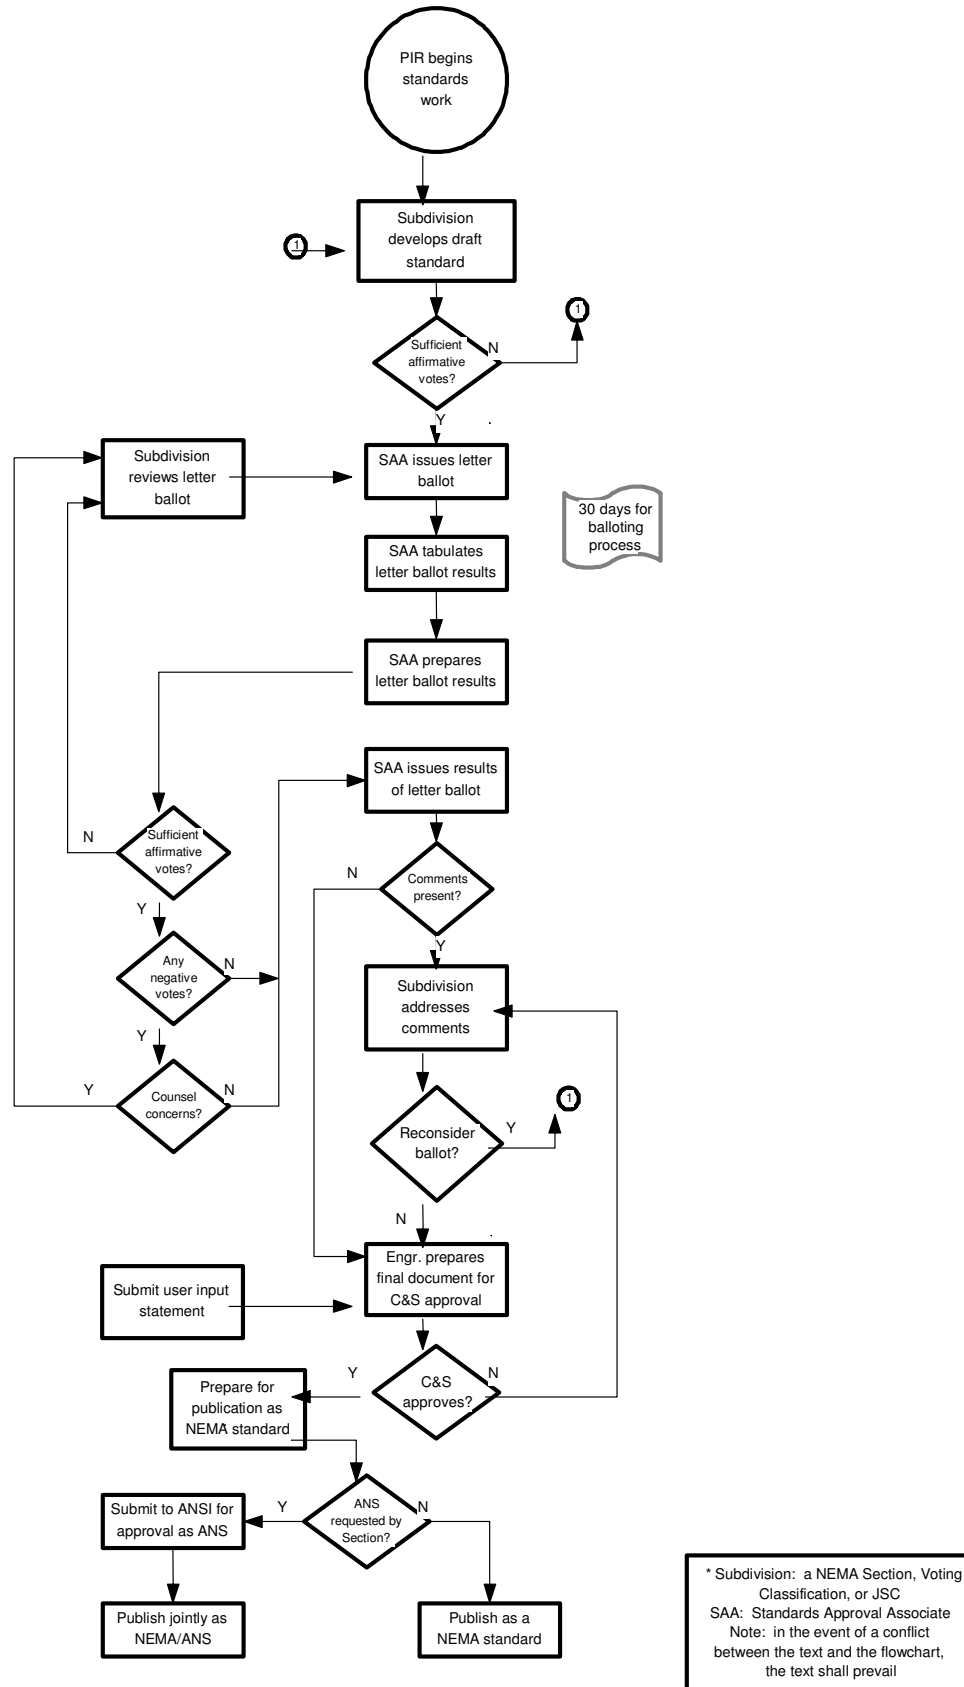 PIR begins
standards
work
Subdivision
develops draft
standard
1
1
Sufficient
affirmative
votes?
N
Y
.
Subdivision
reviews letter
ballot
SAA issues letter
ballot
30 days for
balloting
process
SAA tabulates
letter ballot results
SAA prepares
letter ballot results
SAA issues results
of letter ballot
N
Sufficient
affirmative
votes?
Y
N
Comments
present?
Y
Any
negative
votes?
N
Y
Subdivision
addresses
comments
Y
Counsel
concerns?
N
1
Reconsider
ballot?
Y
N
.
Engr. prepares
final document for
C&S approval
Submit user input
statement
Y
C&S
approves?
N
Prepare for
publication as
NEMA standard
Y
ANS
requested by
Section?
N
Submit to ANSI for
approval as ANS
Publish jointly as
NEMA/ANS
Publish as a
NEMA standard
* Subdivision: a NEMA Section, Voting
Classification, or JSC
SAA: Standards Approval Associate
Note: in the event of a conflict
between the text and the flowchart,
the text shall prevail